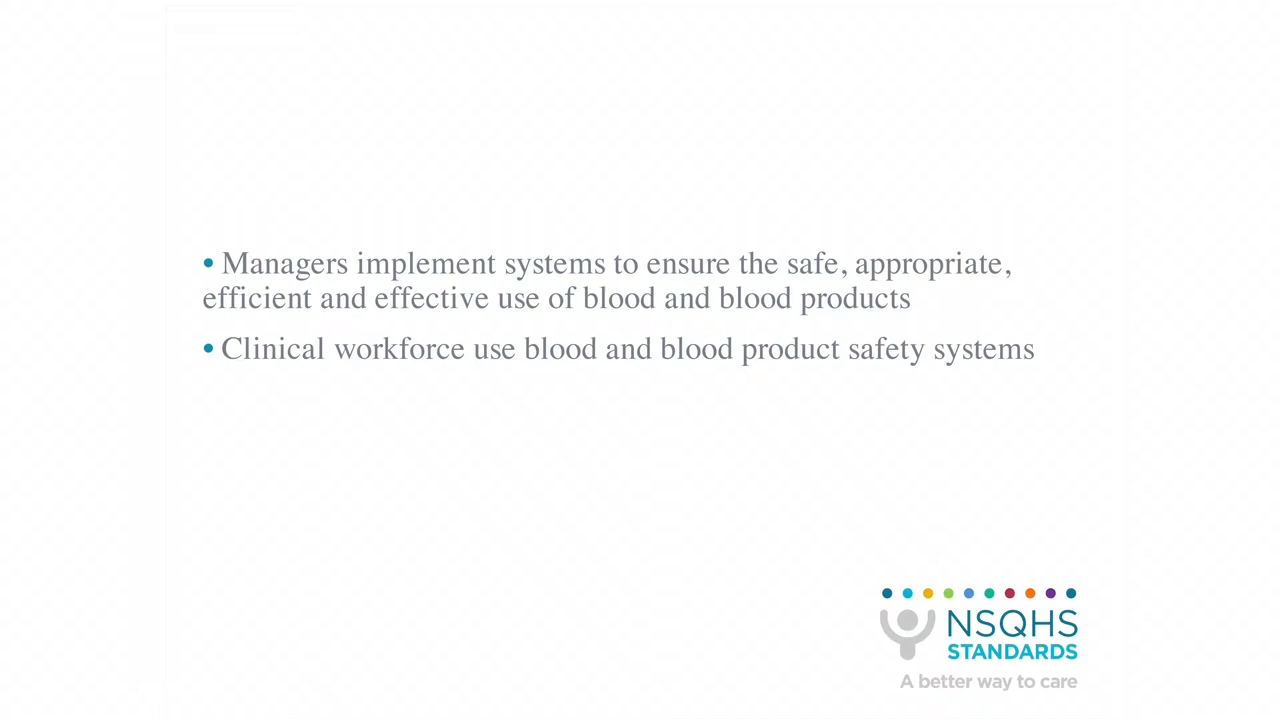 • Managers implement systems to ensure the safe, appropriate,
efficient and effective use of blood and blood products
• Clinical workforce use blood and blood product safety systems
NSQHS
STANDARDS
A better way to care